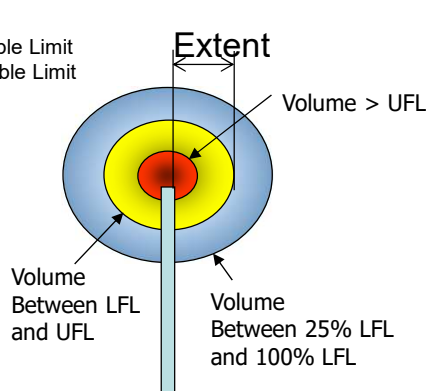 ble Limit
ble Limit
Extent
Volume > UFL
Volume
Between LFL
and UFL
Volume
Between 25% LFL
and 100% LFL